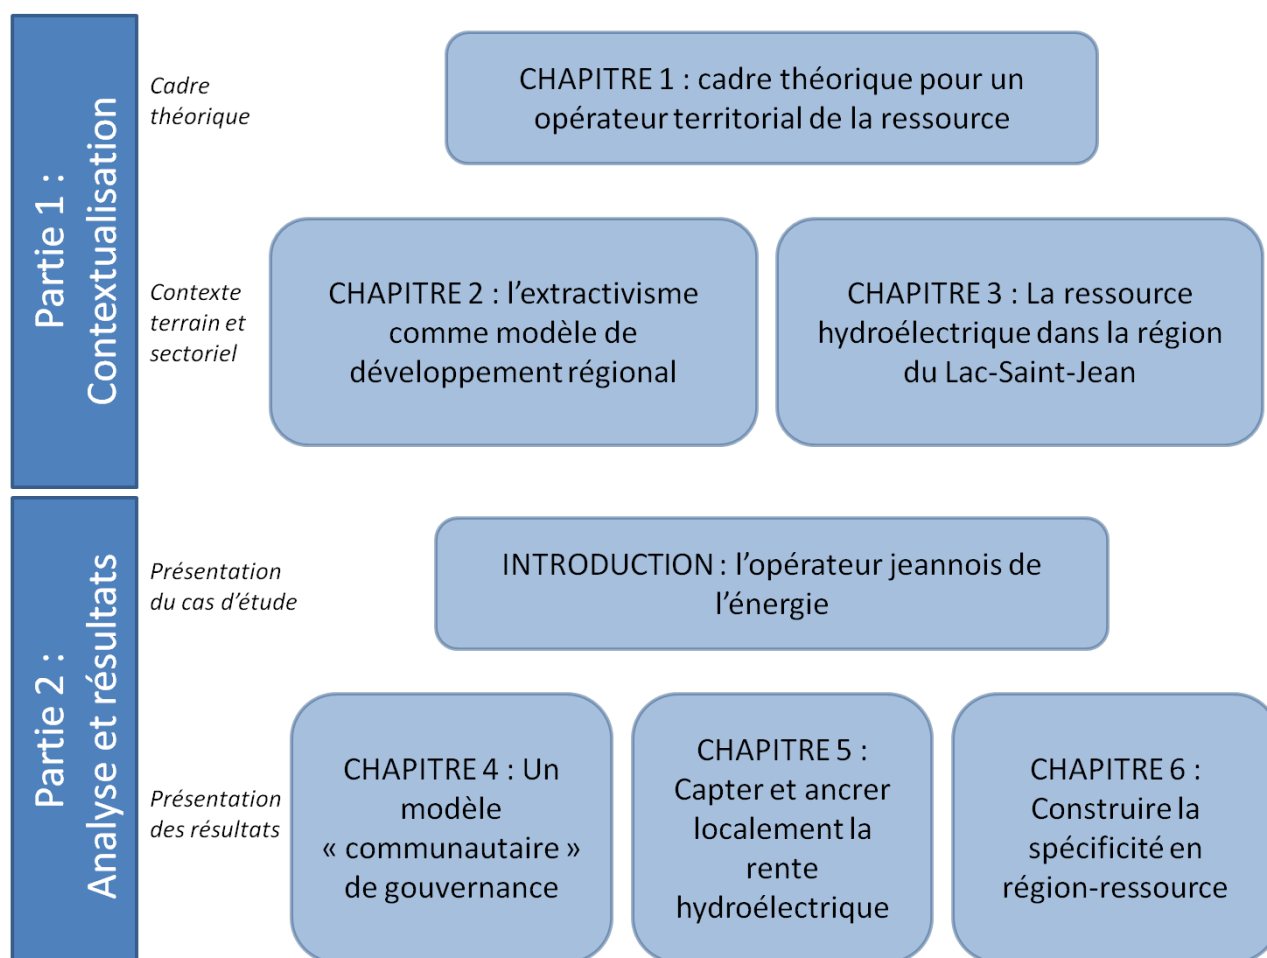 Partie 1 :
Contextualisation
Cadre
théorique
CHAPITRE 1 : cadre théorique pour un
opérateur territorial de la ressource
Contexte
terrain et
sectoriel
CHAPITRE 2 : l’extractivisme
comme modèle de
développement régional
CHAPITRE 3 : La ressource
hydroélectrique dans la région
du Lac-Saint-Jean
Partie 2 :
Analyse et résultats
Présentation
du cas d’étude
INTRODUCTION : l’opérateur jeannois de
l’énergie
Présentation
des résultats
CHAPITRE 4 : Un
modèle
« communautaire »
de gouvernance
CHAPITRE 5 :
Capter et ancrer
localement la
rente
hydroélectrique
CHAPITRE 6 :
Construire la
spécificité en
région-ressource